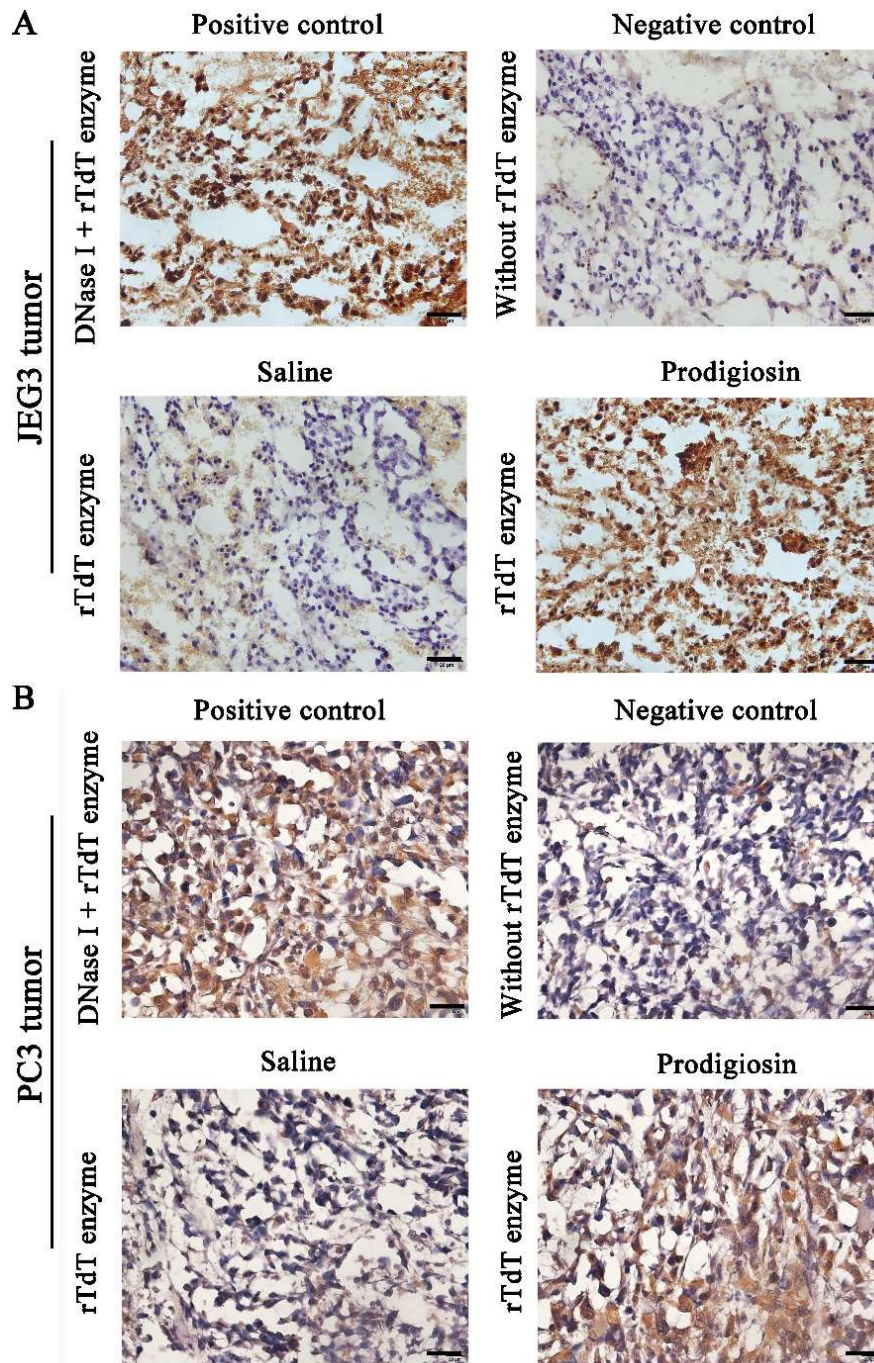 A
Positive control
Negative control
JEG3 tumor
DNase I + rTdT enzyme
Without rTdT enzyme
Saline
Prodigiosin
rTdT enzyme
rTdT enzyme
B
Positive control
Negative control
PC3 tumor
DNase I + rTdT enzyme
Without rTdT enzyme
Saline
Prodigiosin
rTdT enzyme
rTdT enzyme